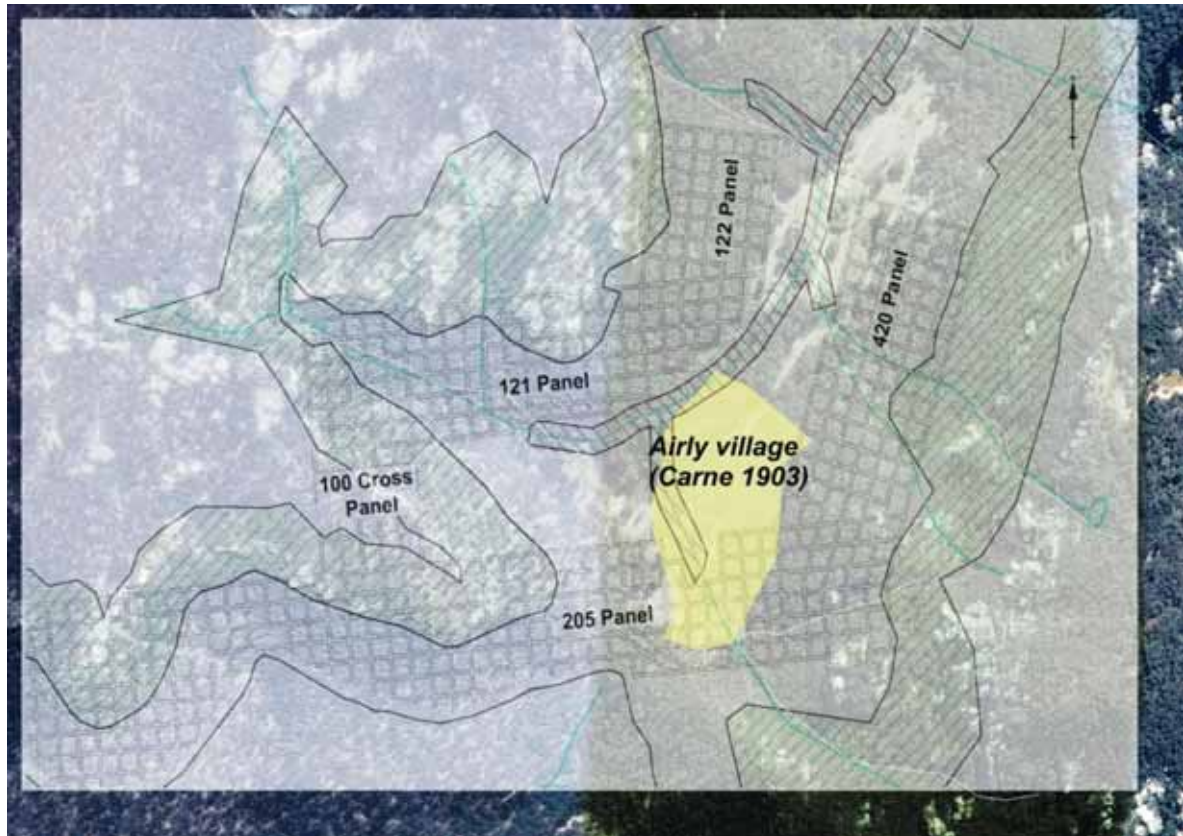 122 Panel
420 Panel
121 Panel
Airly village
(Carne 1903)
100 Cross
Panel
205 Panel